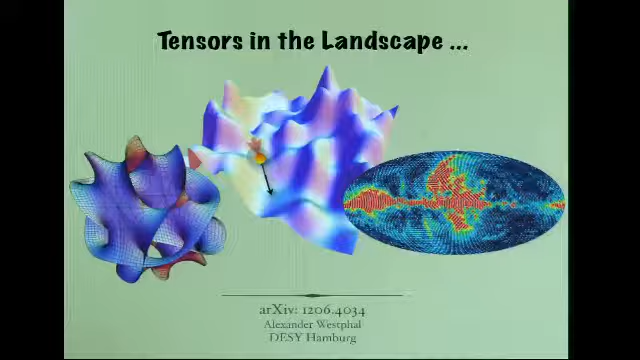 Tensors in the Landscape ...
arXiv: 1206.4034
Alexander Westphal
DESY Hamburg